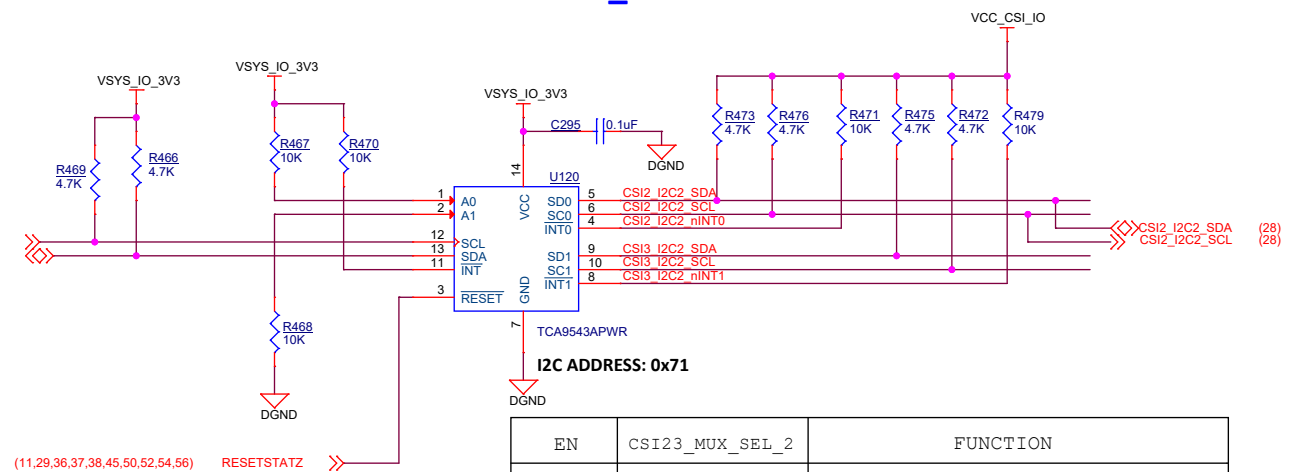 VCC_CSI_IO
VSYS_IO_3V3
VSYS_IO_3V3
VSYS_IO_3V3
R469
4.7K
R466
4.7K
R467
10K
R470
10K
C295
0.1uF
DGND
R473
4.7K
R476
4.7K
R471
10K
R475
4.7K
R472
4.7K
R479
10K
U120
14
VCC
1 A0
2 A1
12 SCL
13 SDA
11 INT
3 RESET
SD0 5 CSI2_I2C2_SDA
SC0 6 CSI2_I2C2_SCL
INT0 4 CSI2_I2C2_nINT0
SD1 9 CSI3_I2C2_SDA
SC1 10 CSI3_I2C2_SCL
INT1 8 CSI3_I2C2_nINT1
GND
7
TCA9543APWR
CSI2_I2C2_SDA (28)
CSI2_I2C2_SCL (28)
R468
10K
DGND
I2C ADDRESS: 0x71
DGND
EN CSI23_MUX_SEL_2 FUNCTION
(11,29,36,37,38,45,50,52,54,56) RESETSTATZ